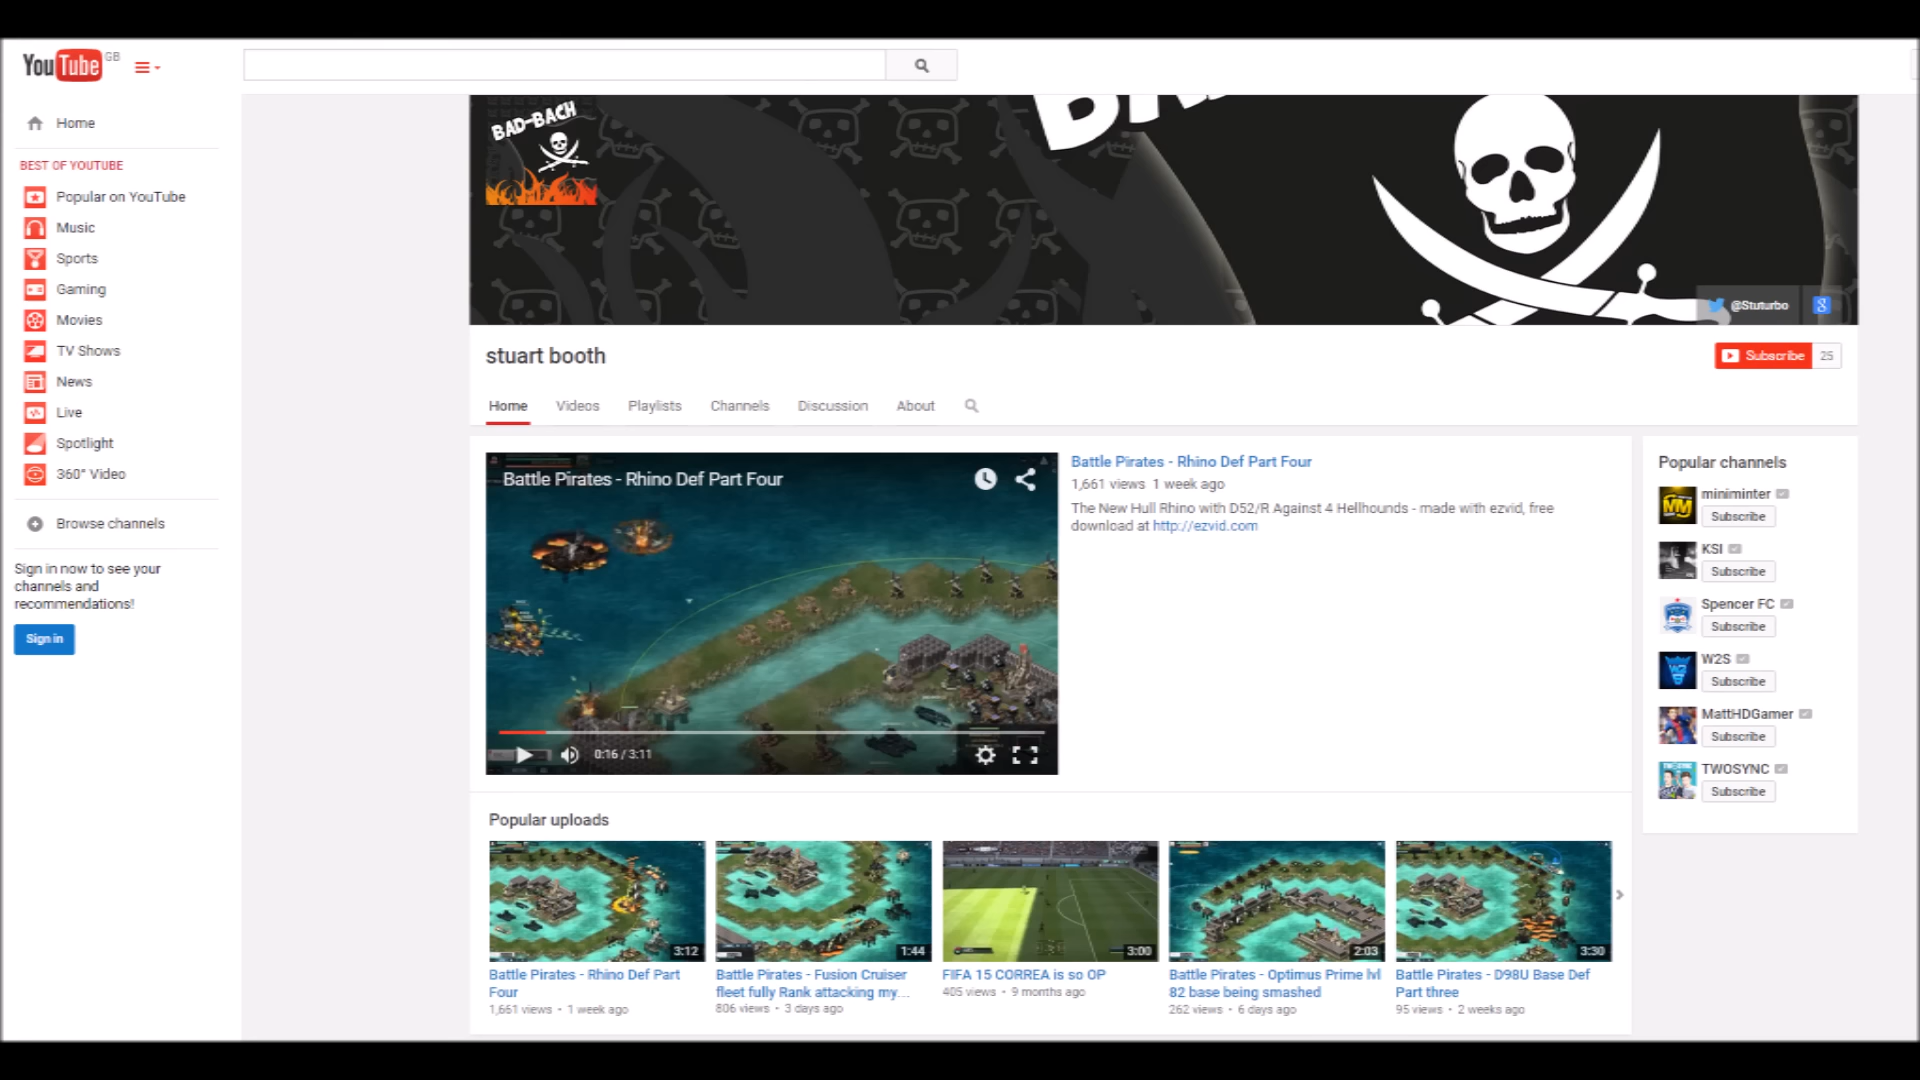 YouTube GB
Home
BEST OF YOUTUBE
Popular on YouTube
Music
Sports
Gaming
Movies
TV Shows
News
Live
Spotlight
360° Video
Browse channels
Sign in now to see your
channels and
recommendations!
Sign in
BAD-BACH
@Stuturbo
stuart booth
Subscribe 25
Home Videos Playlists Channels Discussion About
Battle Pirates - Rhino Def Part Four
0:16 / 3:11
Battle Pirates - Rhino Def Part Four
1,661 views 1 week ago
The New Hull Rhino with D52/R Against 4 Hellhounds - made with ezvid, free
download at http://ezvid.com
Popular uploads
3:12
Battle Pirates - Rhino Def Part
Four
1,661 views • 1 week ago
1:44
Battle Pirates - Fusion Cruiser
fleet fully Rank attacking my...
806 views • 3 days ago
3:00
FIFA 15 CORREA is so OP
405 views • 9 months ago
2:03
Battle Pirates - Optimus Prime lvl
82 base being smashed
262 views • 6 days ago
3:30
Battle Pirates - D98U Base Def
Part three
95 views • 2 weeks ago
Popular channels
miniminter
Subscribe
KSI
Subscribe
Spencer FC
Subscribe
W2S
Subscribe
MattHDGamer
Subscribe
TWOSYNC
Subscribe